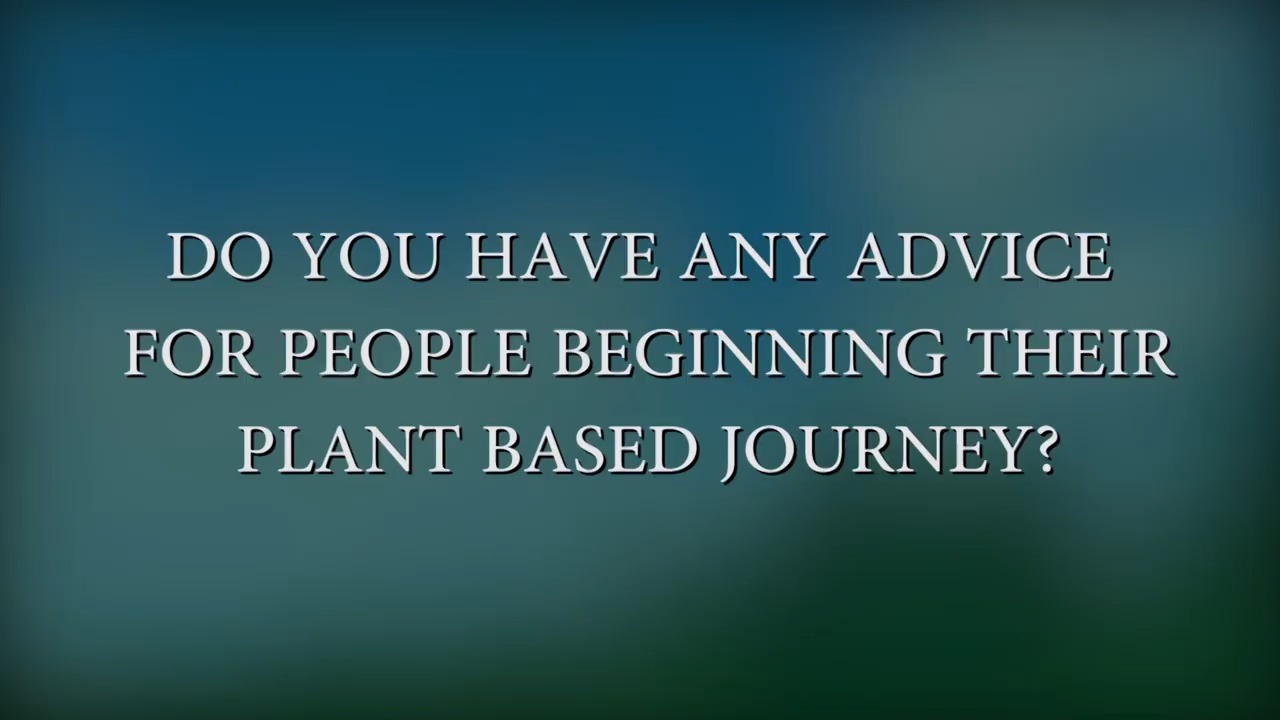 DO YOU HAVE ANY ADVICE
FOR PEOPLE BEGINNING THEIR
PLANT BASED JOURNEY?